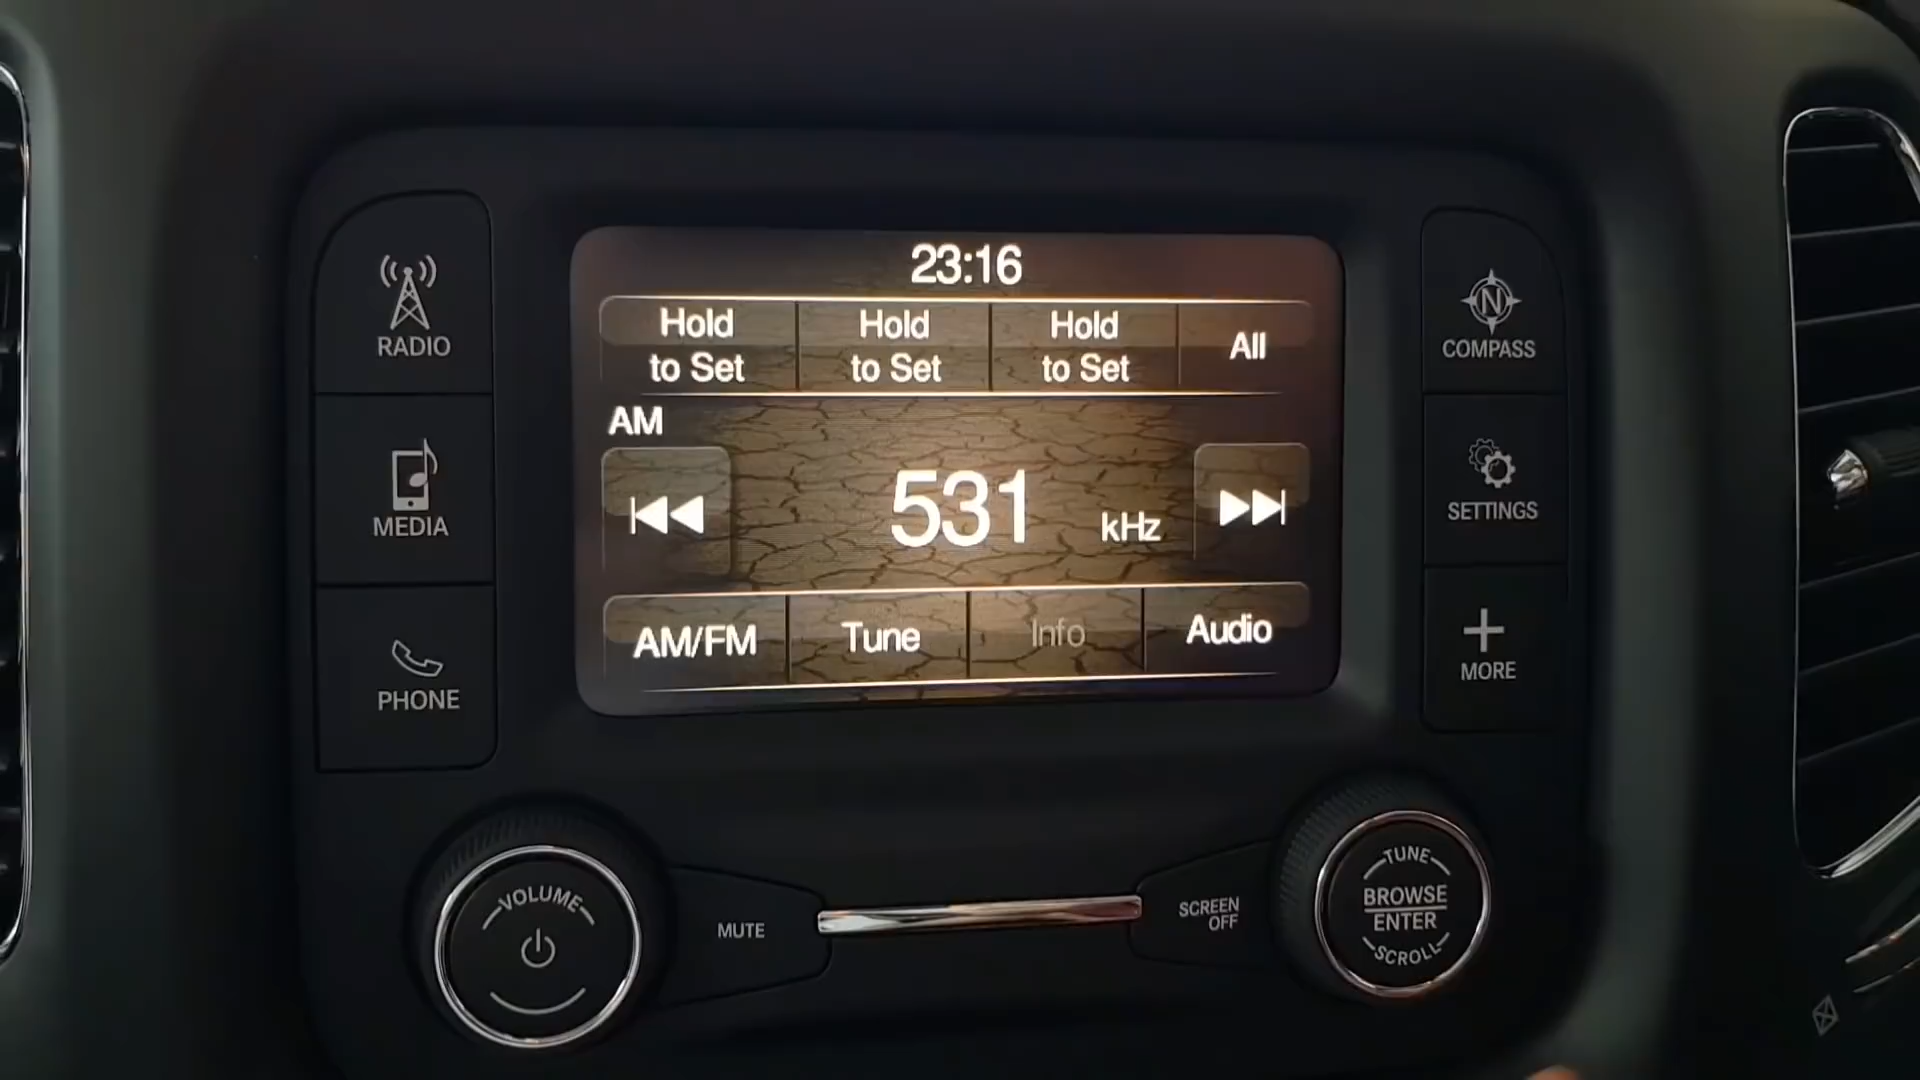 23:16
Hold
to Set
Hold
to Set
Hold
to Set
All
AM
531 kHz
AM/FM
Tune
Info
Audio
RADIO
MEDIA
PHONE
N
COMPASS
SETTINGS
MORE
VOLUME
MUTE
SCREEN
OFF
TUNE
BROWSE
ENTER
SCROLL